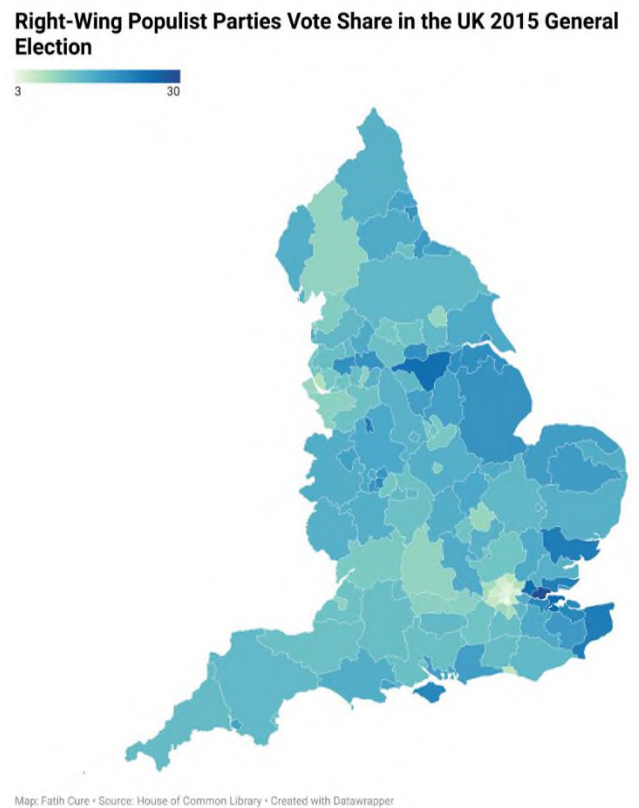 Right-Wing Populist Parties Vote Share in the UK 2015 General
Election
3 30
Map: Fatih Cure • Source: House of Common Library • Created with Datawrapper